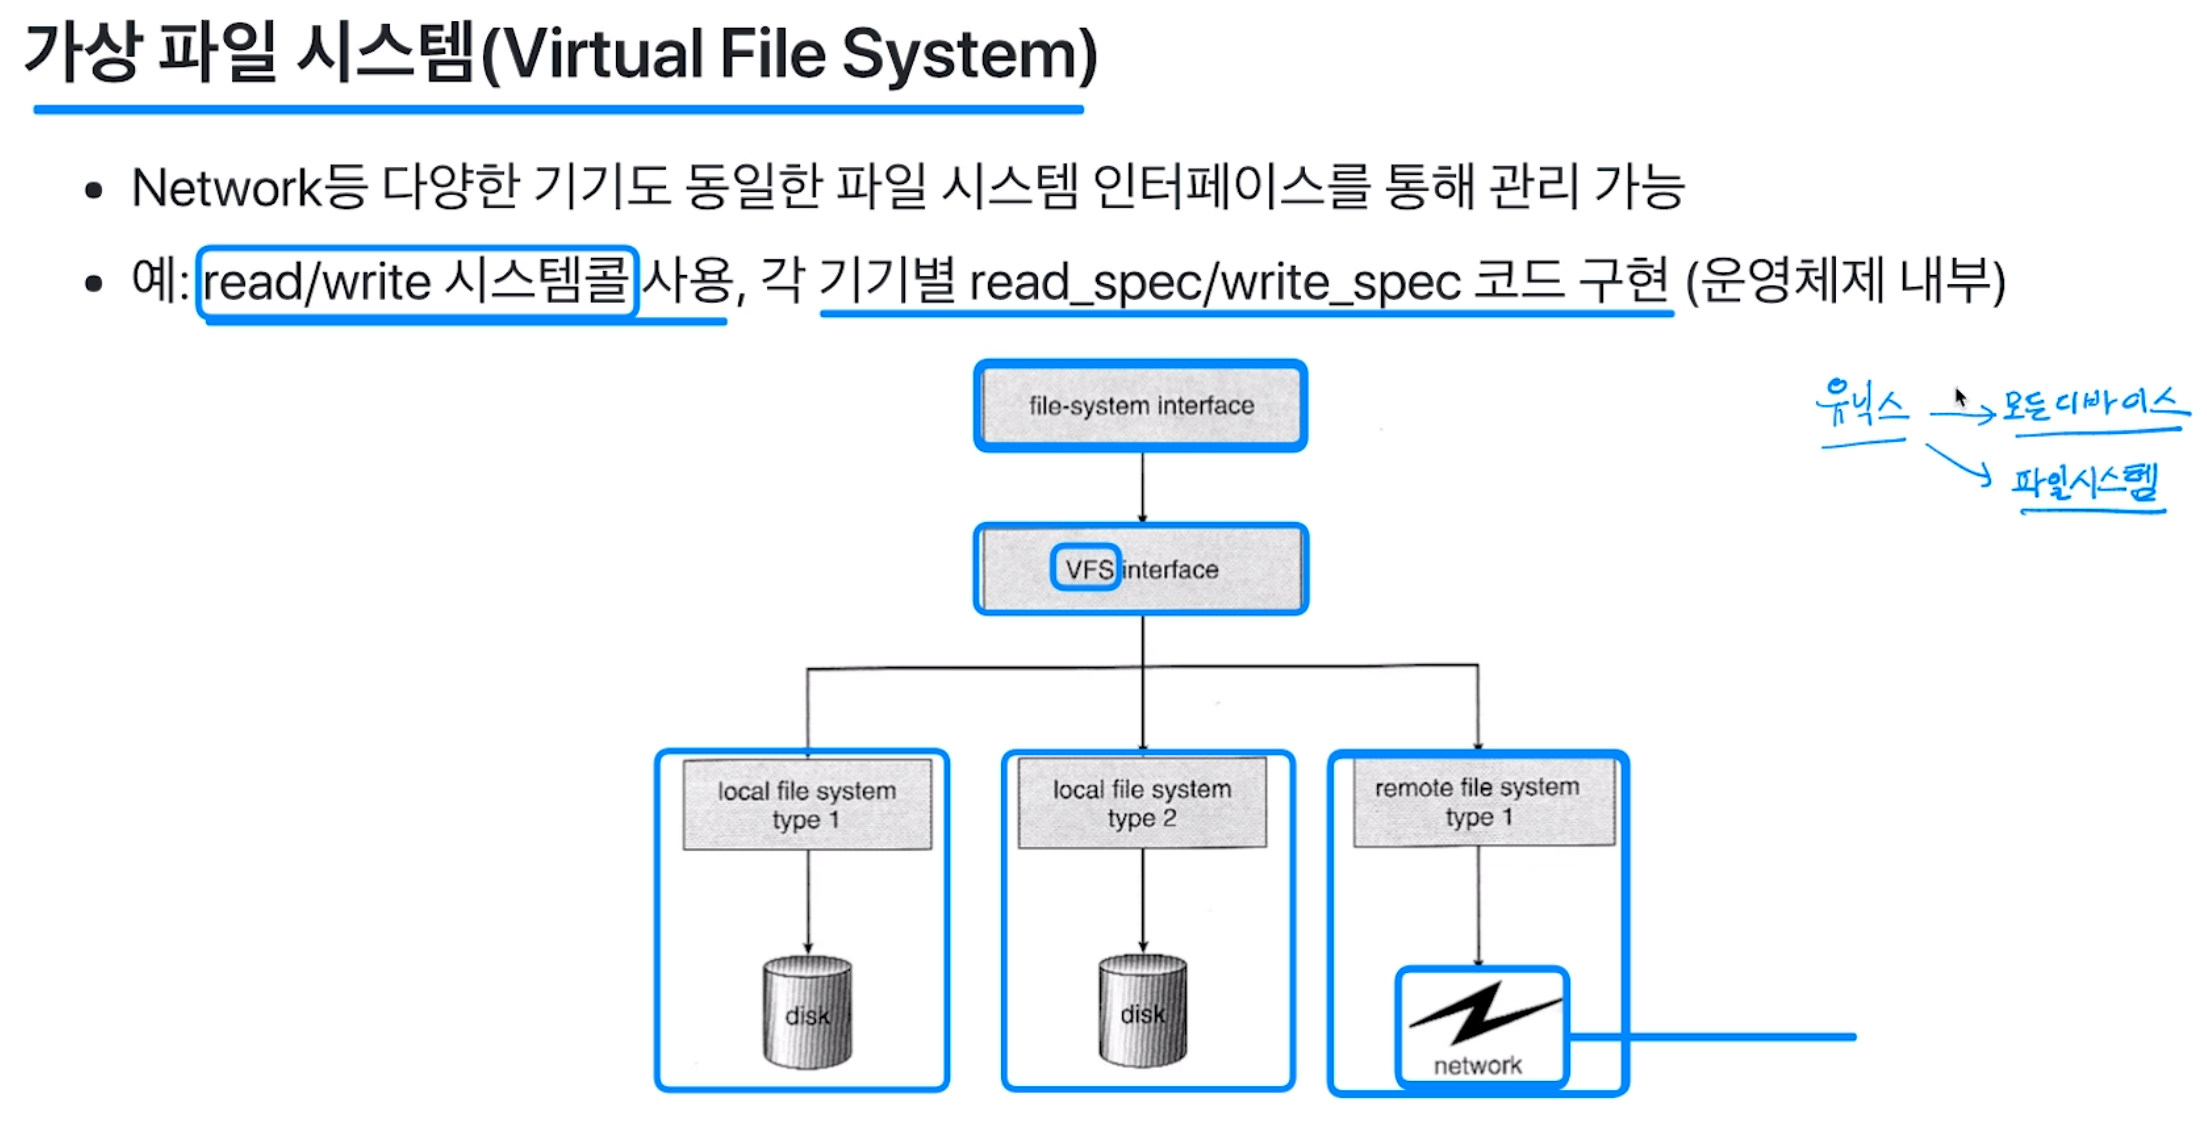 가상 파일 시스템(Virtual File System)
• Network등 다양한 기기도 동일한 파일 시스템 인터페이스를 통해 관리 가능
• 예: read/write 시스템콜 사용, 각 기기별 read_spec/write_spec 코드 구현 (운영체제 내부)
file-system interface
유닉스 → 모든디바이스
파일시스템
VFS interface
local file system
type 1
local file system
type 2
remote file system
type 1
disk
disk
network